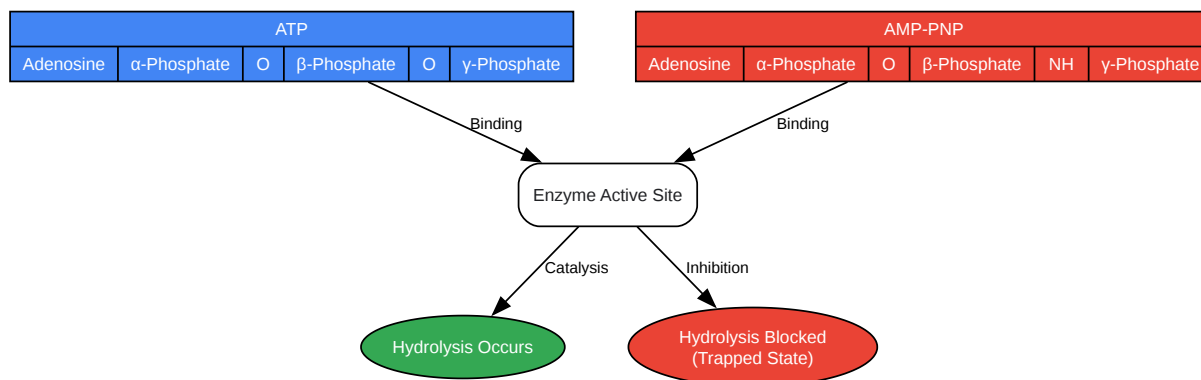 ATP
Adenosine α-Phosphate O β-Phosphate O γ-Phosphate
AMP-PNP
Adenosine α-Phosphate O β-Phosphate NH γ-Phosphate
Binding
Binding
Enzyme Active Site
Catalysis
Inhibition
Hydrolysis Occurs
Hydrolysis Blocked
(Trapped State)